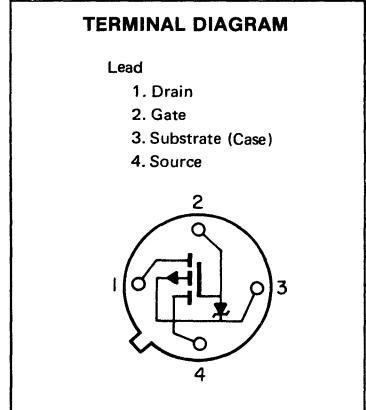 TERMINAL DIAGRAM
Lead
1. Drain
2. Gate
3. Substrate (Case)
4. Source
2
1 3
4